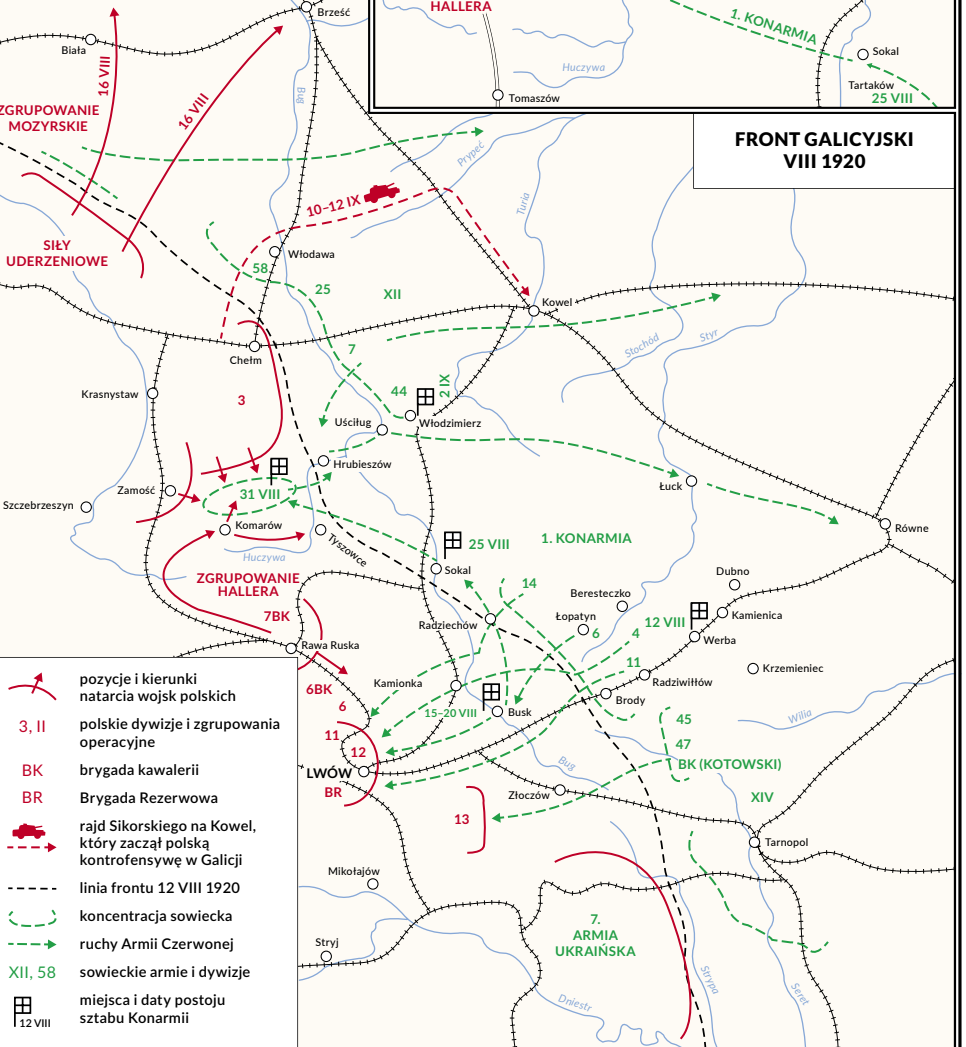 HALLERA
1. KONARMIA
Sokal
Huczywa
Tartaków
25 VIII
Tomaszów
FRONT GALICYJSKI
VIII 1920
Brześć
Biała
16 VIII
16 VIII
Bug
ZGRUPOWANIE
MOZYRSKIE
Prypeć
Turia
10–12 IX
SIŁY
UDERZENIOWE
Włodawa
58
25
XII
Kowel
Stochód
Styr
Chełm
7
44
2 IX
Krasnystaw
3
Uściług
Włodzimierz
Hrubieszów
Łuck
Zamość
31 VIII
Szczebrzeszyn
Komarów
Tyszowce
Równe
Huczywa
25 VIII
1. KONARMIA
Sokal
ZGRUPOWANIE
HALLERA
14
Dubno
Beresteczko
7BK
Radziechów
Łopatyn
12 VIII
Kamienica
6
4
Werba
Rawa Ruska
11
Krzemieniec
Kamionka
Radziwiłłów
6BK
Brody
6
15–20 VIII
Busk
45
Wilia
11
12
47
BK (KOTOWSKI)
LWÓW
Bug
BR
Złoczów
XIV
13
Tarnopol
Mikołajów
7.
ARMIA
UKRAIŃSKA
Stryj
Dniestr
Strypa
Seret
pozycje i kierunki
natarcia wojsk polskich
3, II
polskie dywizje i zgrupowania
operacyjne
BK
brygada kawalerii
BR
Brygada Rezerwowa
rajd Sikorskiego na Kowel,
który zaczął polską
kontrofensywę w Galicji
linia frontu 12 VIII 1920
koncentracja sowiecka
ruchy Armii Czerwonej
XII, 58
sowieckie armie i dywizje
12 VIII
miejsca i daty postoju
sztabu Konarmii